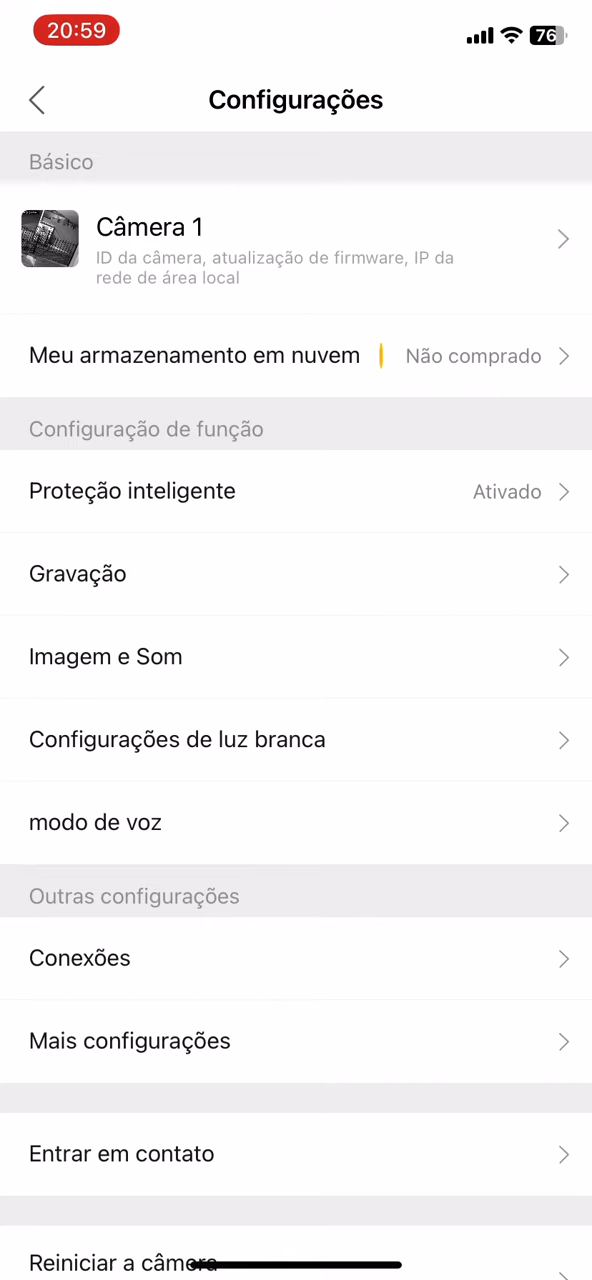 20:59
76
Configurações
Básico
Câmera 1
ID da câmera, atualização de firmware, IP da
rede de área local
Meu armazenamento em nuvem Não comprado
Configuração de função
Proteção inteligente Ativado
Gravação
Imagem e Som
Configurações de luz branca
modo de voz
Outras configurações
Conexões
Mais configurações
Entrar em contato
Reiniciar a câmera